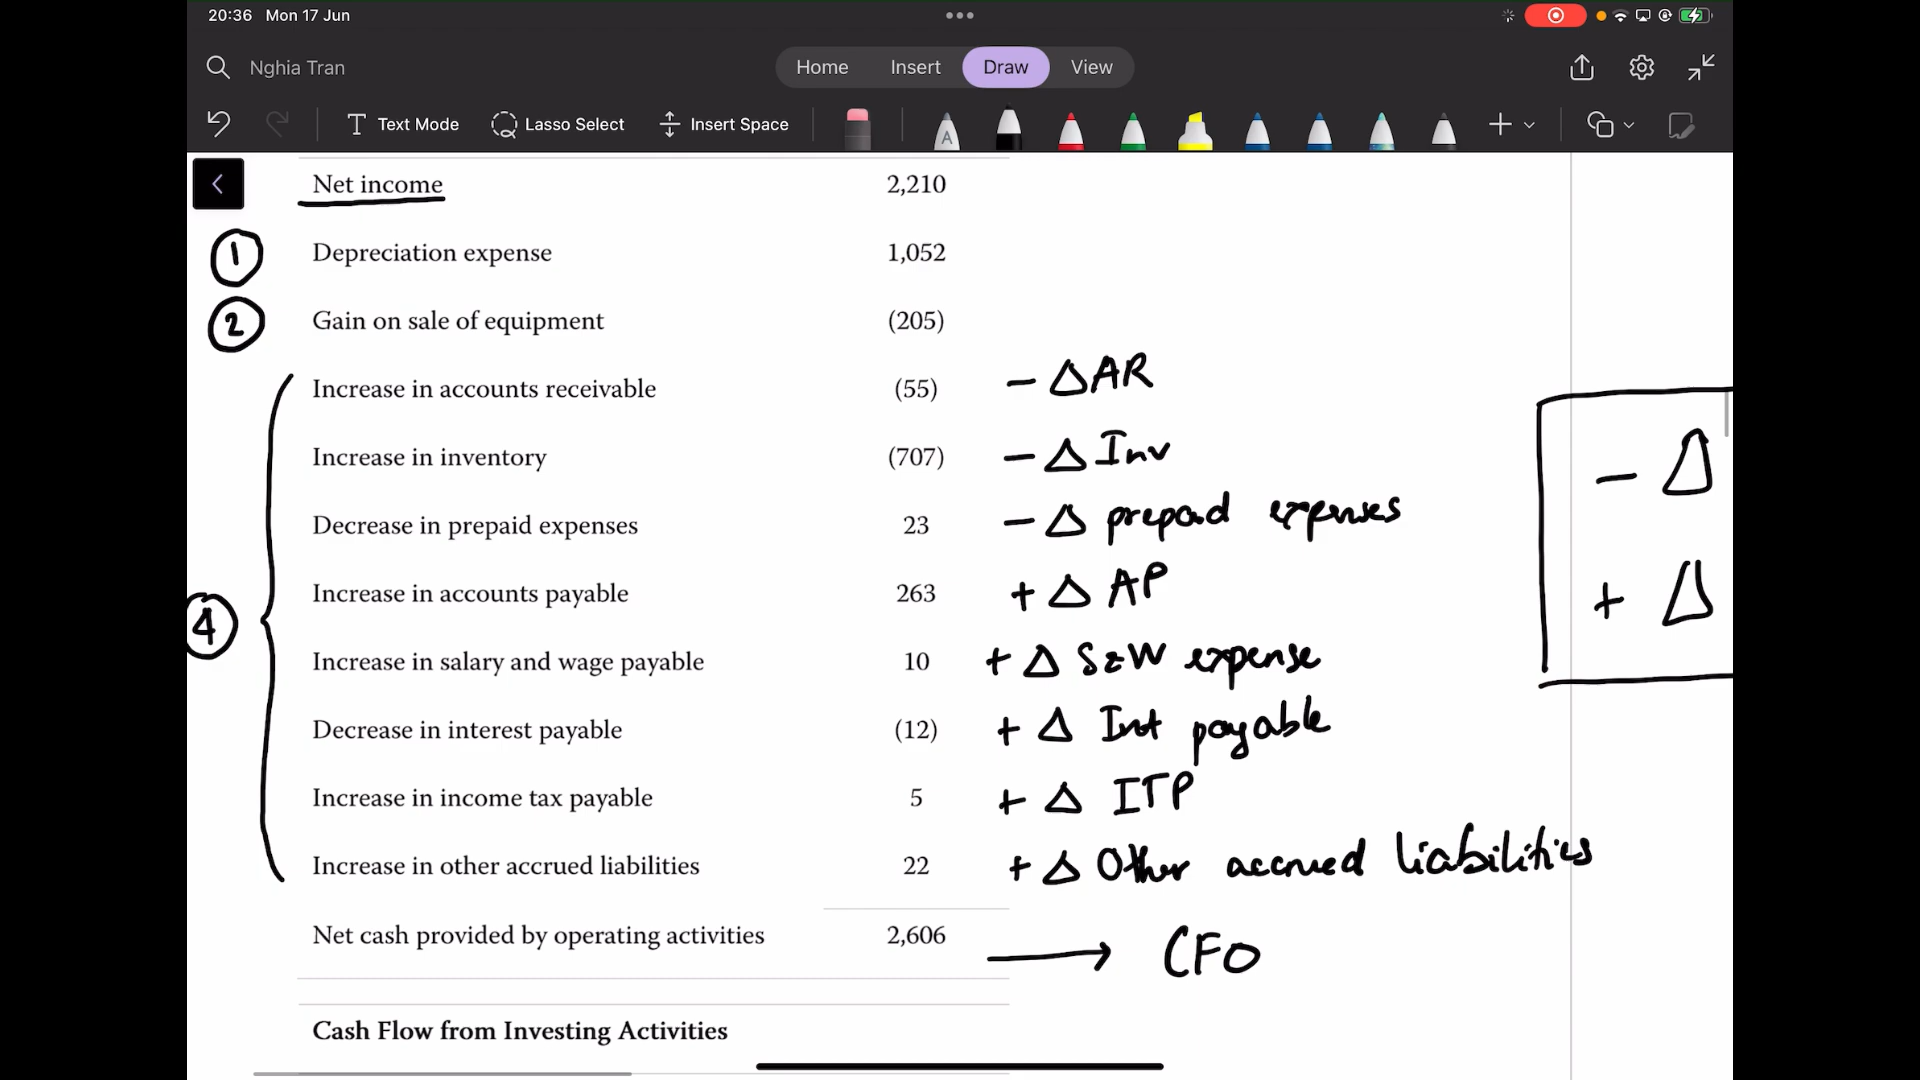 20:36 Mon 17 Jun
Nghia Tran
Home Insert Draw View
Text Mode Lasso Select Insert Space
A
Net income 2,210
1 Depreciation expense 1,052
2 Gain on sale of equipment (205)
Increase in accounts receivable (55) - Δ AR
Increase in inventory (707) - Δ Inv
Decrease in prepaid expenses 23 - Δ prepaid expenses
Increase in accounts payable 263 + Δ AP
4
Increase in salary and wage payable 10 + Δ S&W expense
Decrease in interest payable (12) + Δ Int payable
Increase in income tax payable 5 + Δ ITP
Increase in other accrued liabilities 22 + Δ Other accrued liabilities
Net cash provided by operating activities 2,606 → CFO
Cash Flow from Investing Activities
- Δ
+ Δ